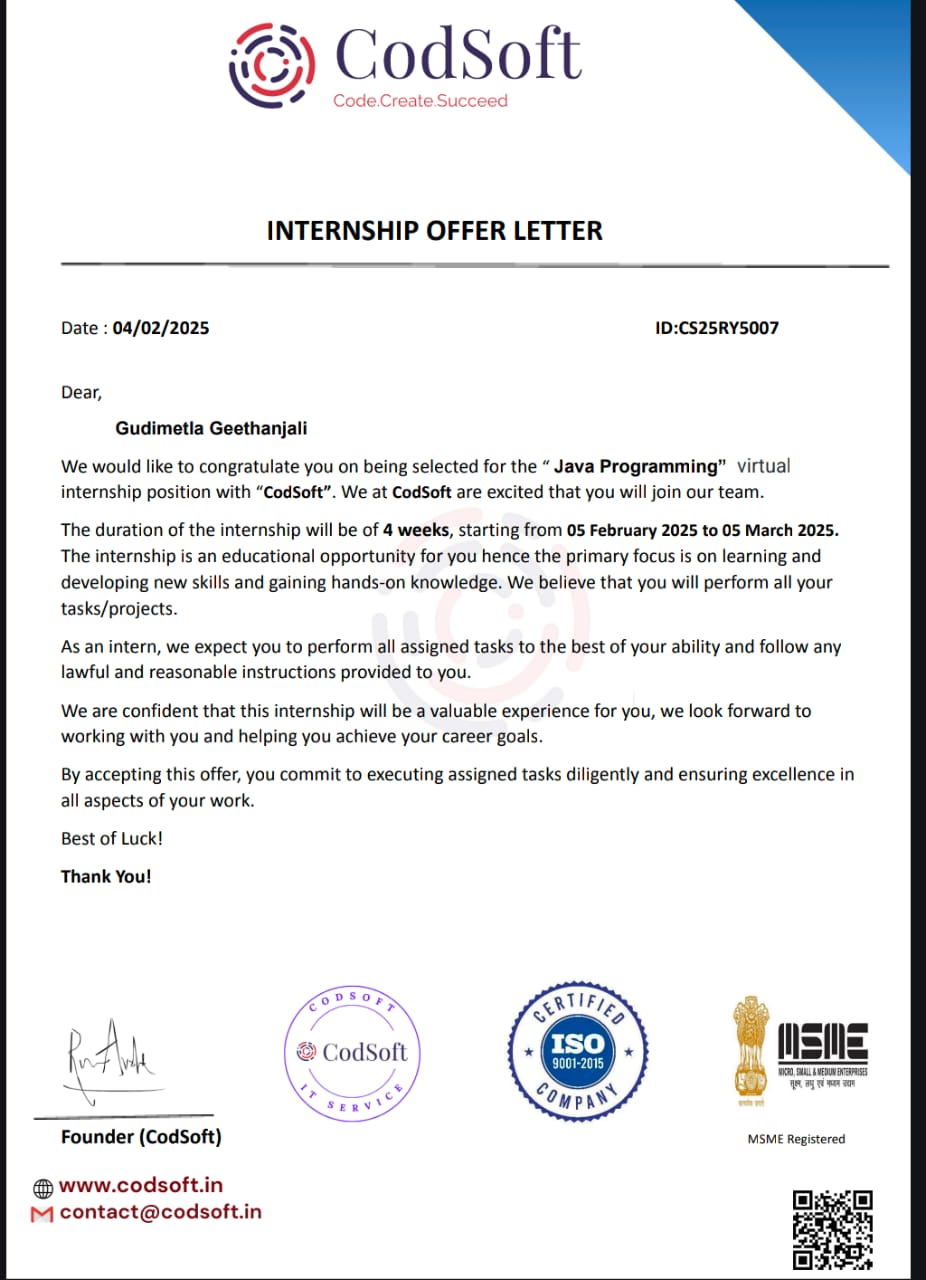 CodSoft
Code.Create.Succeed
INTERNSHIP OFFER LETTER
Date : 04/02/2025
ID:CS25RY5007
Dear,
Gudimetla Geethanjali
We would like to congratulate you on being selected for the “ Java Programming” virtual
internship position with “CodSoft”. We at CodSoft are excited that you will join our team.
The duration of the internship will be of 4 weeks, starting from 05 February 2025 to 05 March 2025.
The internship is an educational opportunity for you hence the primary focus is on learning and
developing new skills and gaining hands-on knowledge. We believe that you will perform all your
tasks/projects.
As an intern, we expect you to perform all assigned tasks to the best of your ability and follow any
lawful and reasonable instructions provided to you.
We are confident that this internship will be a valuable experience for you, we look forward to
working with you and helping you achieve your career goals.
By accepting this offer, you commit to executing assigned tasks diligently and ensuring excellence in
all aspects of your work.
Best of Luck!
Thank You!
CODSOFT
CodSoft
IT SERVICE
CERTIFIED
ISO
9001-2015
COMPANY
MSME
MICRO, SMALL & MEDIUM ENTERPRISES
सूक्ष्म, लघु एवं मध्यम उद्यम
Founder (CodSoft)
MSME Registered
www.codsoft.in
contact@codsoft.in